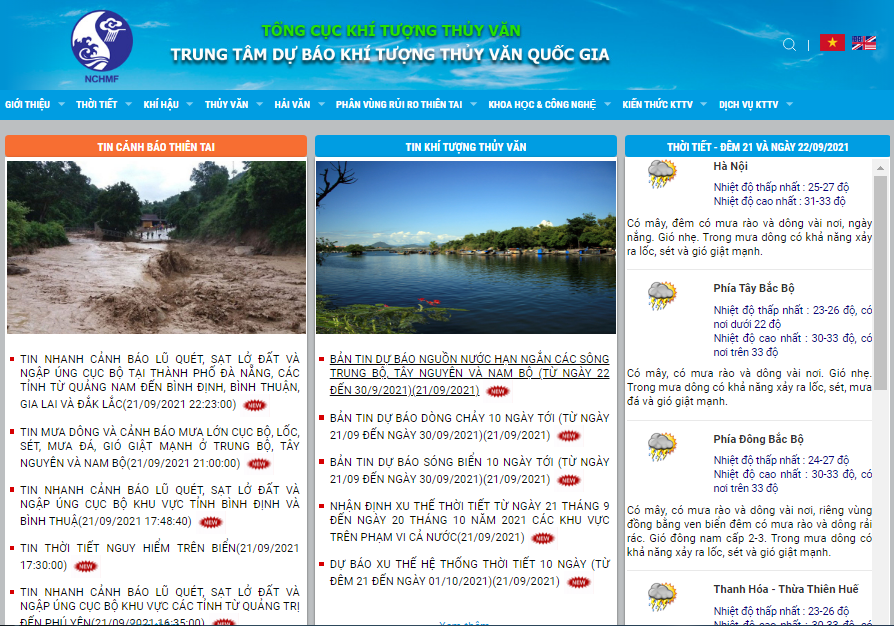 TỔNG CỤC KHÍ TƯỢNG THỦY VĂN
TRUNG TÂM DỰ BÁO KHÍ TƯỢNG THỦY VĂN QUỐC GIA
NCHMF
GIỚI THIỆU
THỜI TIẾT
KHÍ HẬU
THỦY VĂN
HẢI VĂN
PHÂN VÙNG RỦI RO THIÊN TAI
KHOA HỌC & CÔNG NGHỆ
KIẾN THỨC KTTV
DỊCH VỤ KTTV
TIN CẢNH BÁO THIÊN TAI
TIN NHANH CẢNH BÁO LŨ QUÉT, SẠT LỞ ĐẤT VÀ
NGẬP ÚNG CỤC BỘ TẠI THÀNH PHỐ ĐÀ NẴNG, CÁC
TỈNH TỪ QUẢNG NAM ĐẾN BÌNH ĐỊNH, BÌNH THUẬN,
GIA LAI VÀ ĐẮK LẮC(21/09/2021 22:23:00) NEW
TIN MƯA DÔNG VÀ CẢNH BÁO MƯA LỚN CỤC BỘ, LỐC,
SÉT, MƯA ĐÁ, GIÓ GIẬT MẠNH Ở TRUNG BỘ, TÂY
NGUYÊN VÀ NAM BỘ(21/09/2021 21:00:00) NEW
TIN NHANH CẢNH BÁO LŨ QUÉT, SẠT LỞ ĐẤT VÀ
NGẬP ÚNG CỤC BỘ KHU VỰC TỈNH BÌNH ĐỊNH VÀ
BÌNH THUẬ(21/09/2021 17:48:40) NEW
TIN THỜI TIẾT NGUY HIỂM TRÊN BIỂN(21/09/2021
17:30:00) NEW
TIN NHANH CẢNH BÁO LŨ QUÉT, SẠT LỞ ĐẤT VÀ
NGẬP ÚNG CỤC BỘ KHU VỰC CÁC TỈNH TỪ QUẢNG TRỊ
ĐẾN PHÚ YÊN(21/09/2021 16:35:00) NEW
TIN KHÍ TƯỢNG THỦY VĂN
BẢN TIN DỰ BÁO NGUỒN NƯỚC HẠN NGẮN CÁC SÔNG
TRUNG BỘ, TÂY NGUYÊN VÀ NAM BỘ (TỪ NGÀY 22
ĐẾN 30/9/2021)(21/09/2021) NEW
BẢN TIN DỰ BÁO DÒNG CHẢY 10 NGÀY TỚI (TỪ NGÀY
21/09 ĐẾN NGÀY 30/09/2021)(21/09/2021) NEW
BẢN TIN DỰ BÁO SÓNG BIỂN 10 NGÀY TỚI (TỪ NGÀY
21/09 ĐẾN NGÀY 30/09/2021)(21/09/2021) NEW
NHẬN ĐỊNH XU THẾ THỜI TIẾT TỪ NGÀY 21 THÁNG 9
ĐẾN NGÀY 20 THÁNG 10 NĂM 2021 CÁC KHU VỰC
TRÊN PHẠM VI CẢ NƯỚC(21/09/2021) NEW
DỰ BÁO XU THẾ HỆ THỐNG THỜI TIẾT 10 NGÀY (TỪ
ĐÊM 21 ĐẾN NGÀY 01/10/2021)(21/09/2021) NEW
Xem thêm
THỜI TIẾT - ĐÊM 21 VÀ NGÀY 22/09/2021
Hà Nội
Nhiệt độ thấp nhất : 25-27 độ
Nhiệt độ cao nhất : 31-33 độ
Có mây, đêm có mưa rào và dông vài nơi, ngày
nắng. Gió nhẹ. Trong mưa dông có khả năng xảy
ra lốc, sét và gió giật mạnh.
Phía Tây Bắc Bộ
Nhiệt độ thấp nhất : 23-26 độ, có
nơi dưới 22 độ
Nhiệt độ cao nhất : 30-33 độ, có
nơi trên 33 độ
Có mây, có mưa rào và dông vài nơi. Gió nhẹ.
Trong mưa dông có khả năng xảy ra lốc, sét, mưa
đá và gió giật mạnh.
Phía Đông Bắc Bộ
Nhiệt độ thấp nhất : 24-27 độ
Nhiệt độ cao nhất : 30-33 độ, có
nơi trên 33 độ
Có mây, có mưa rào và dông vài nơi, riêng vùng
đồng bằng ven biển đêm có mưa rào và dông rải
rác. Gió đông nam cấp 2-3. Trong mưa dông có
khả năng xảy ra lốc, sét và gió giật mạnh.
Thanh Hóa - Thừa Thiên Huế
Nhiệt độ thấp nhất : 23-26 độ
Nhiệt độ cao nhất : 30-33 độ, có